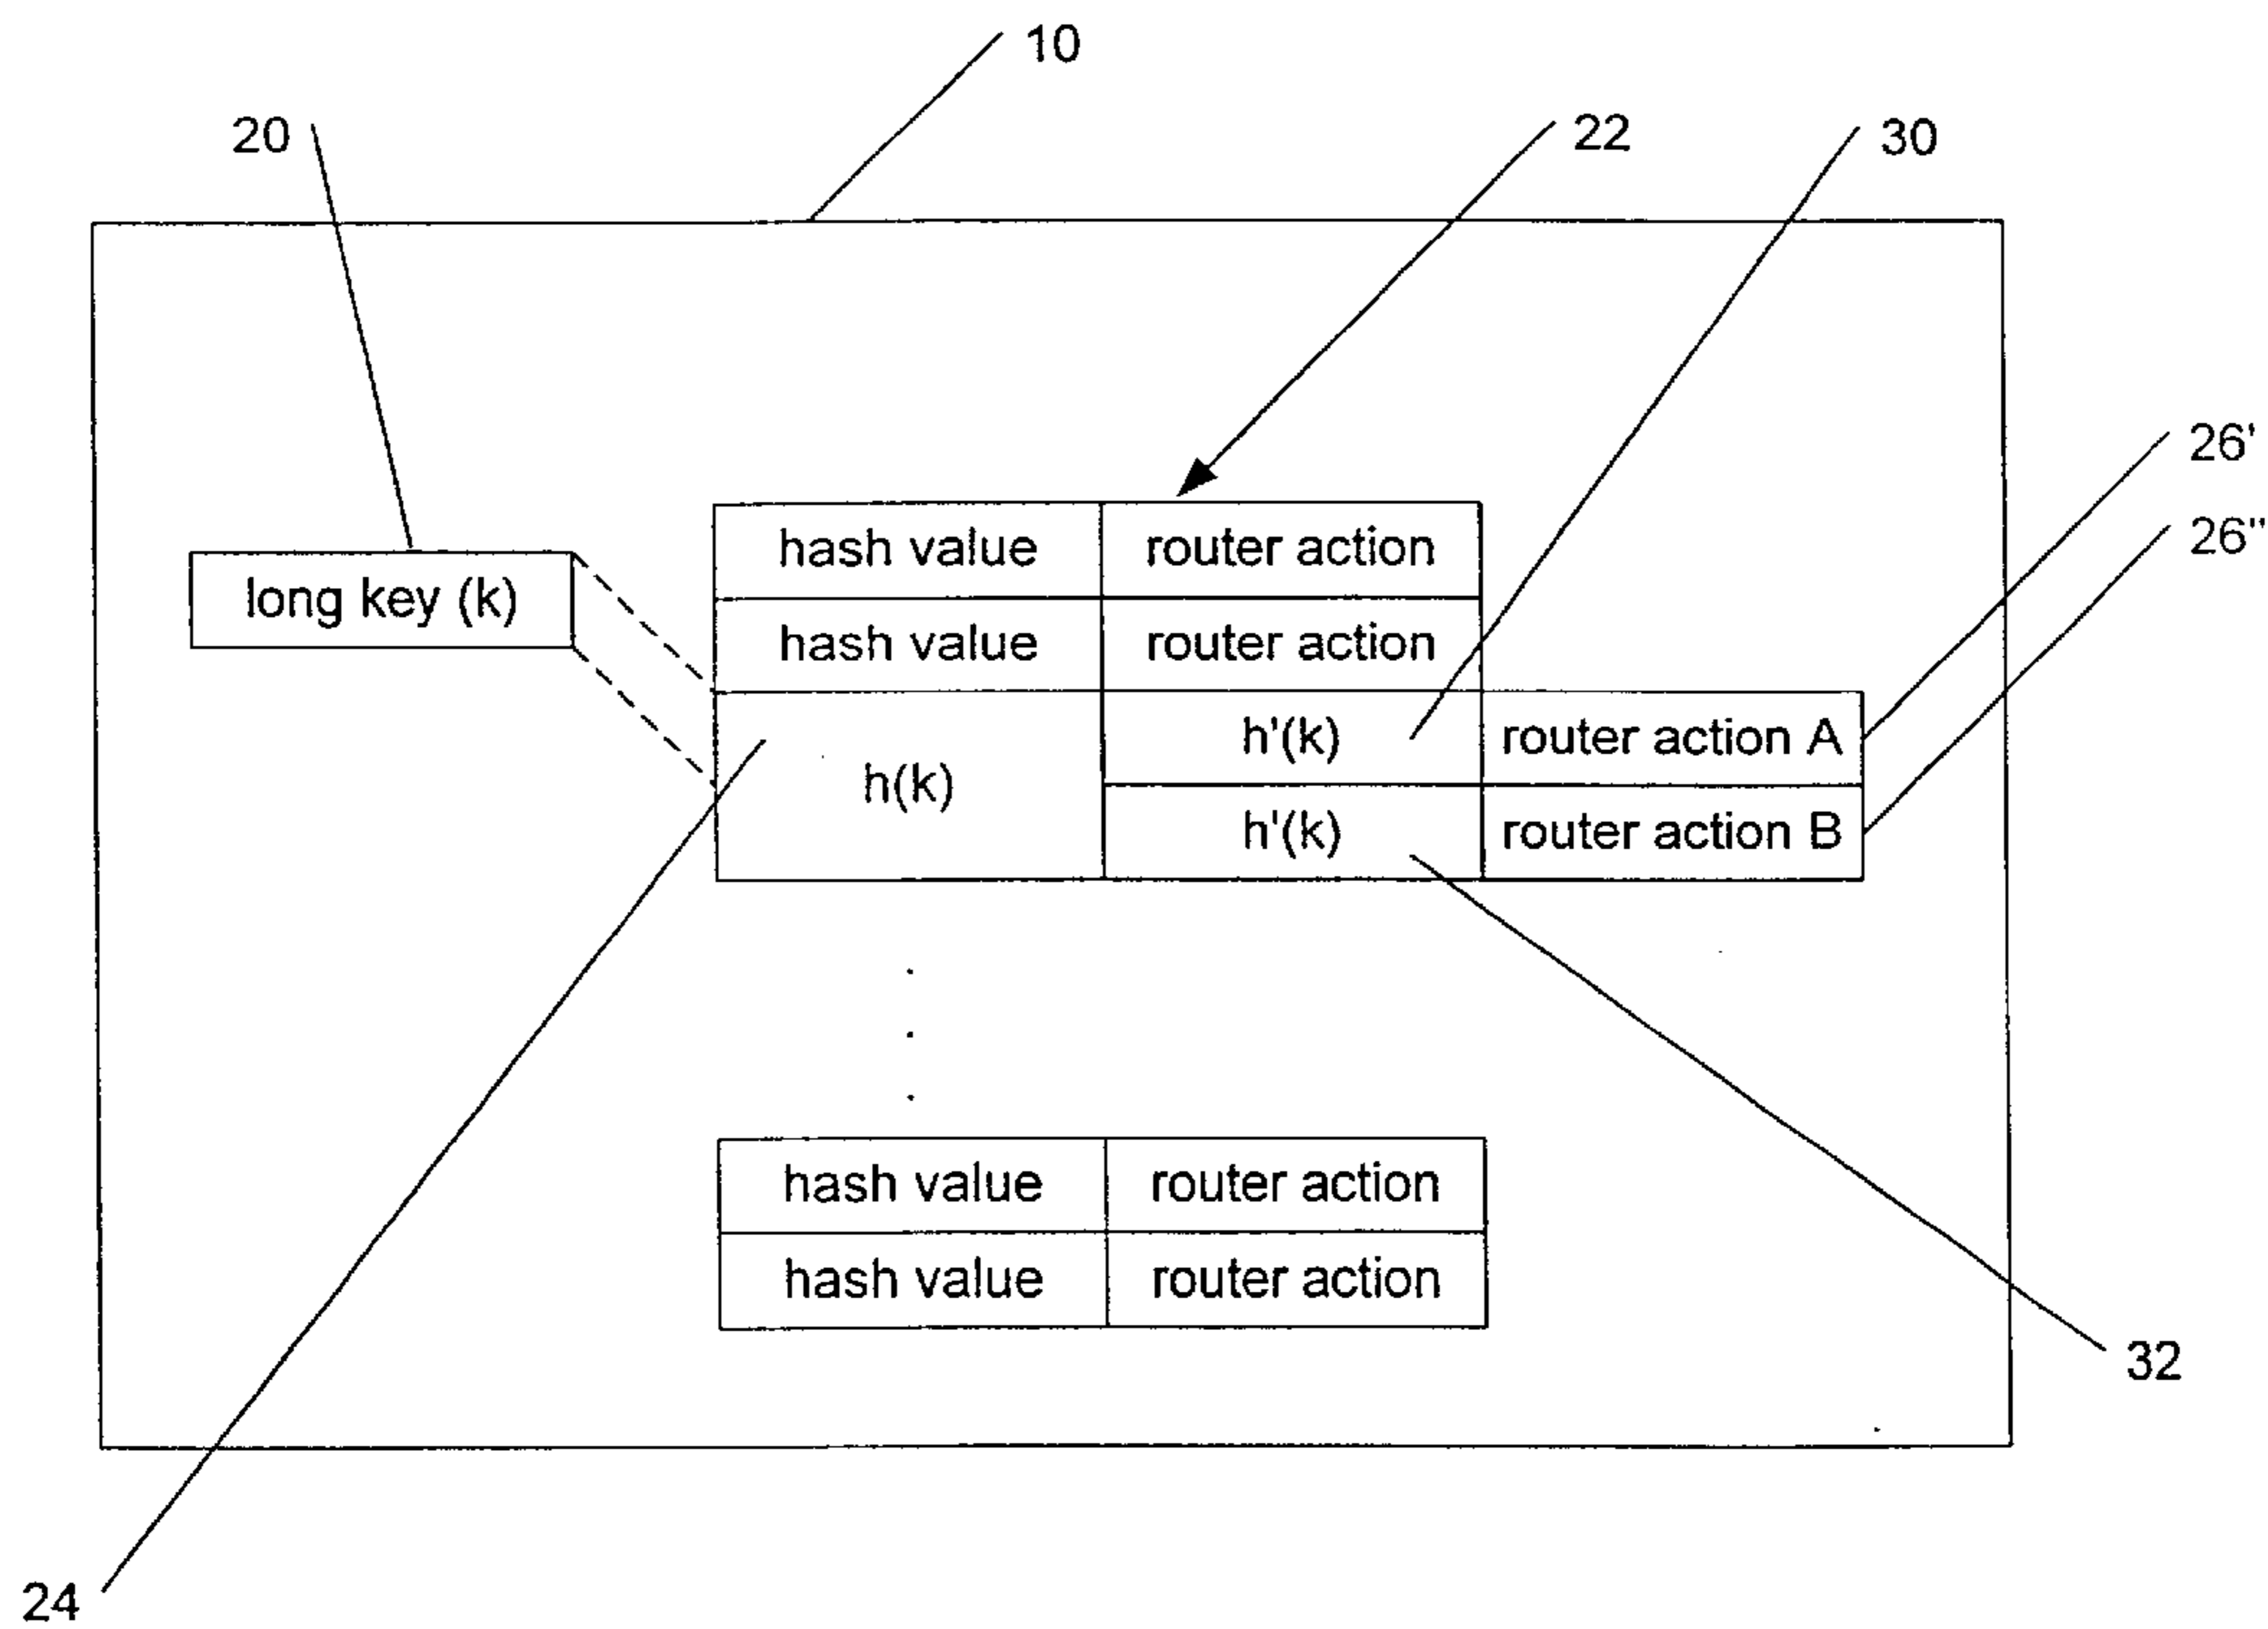 10
20
22
30
26'
26"
hash value router action
long key (k)
hash value router action
h'(k) router action A
h(k)
h'(k) router action B
hash value router action
hash value router action
32
24